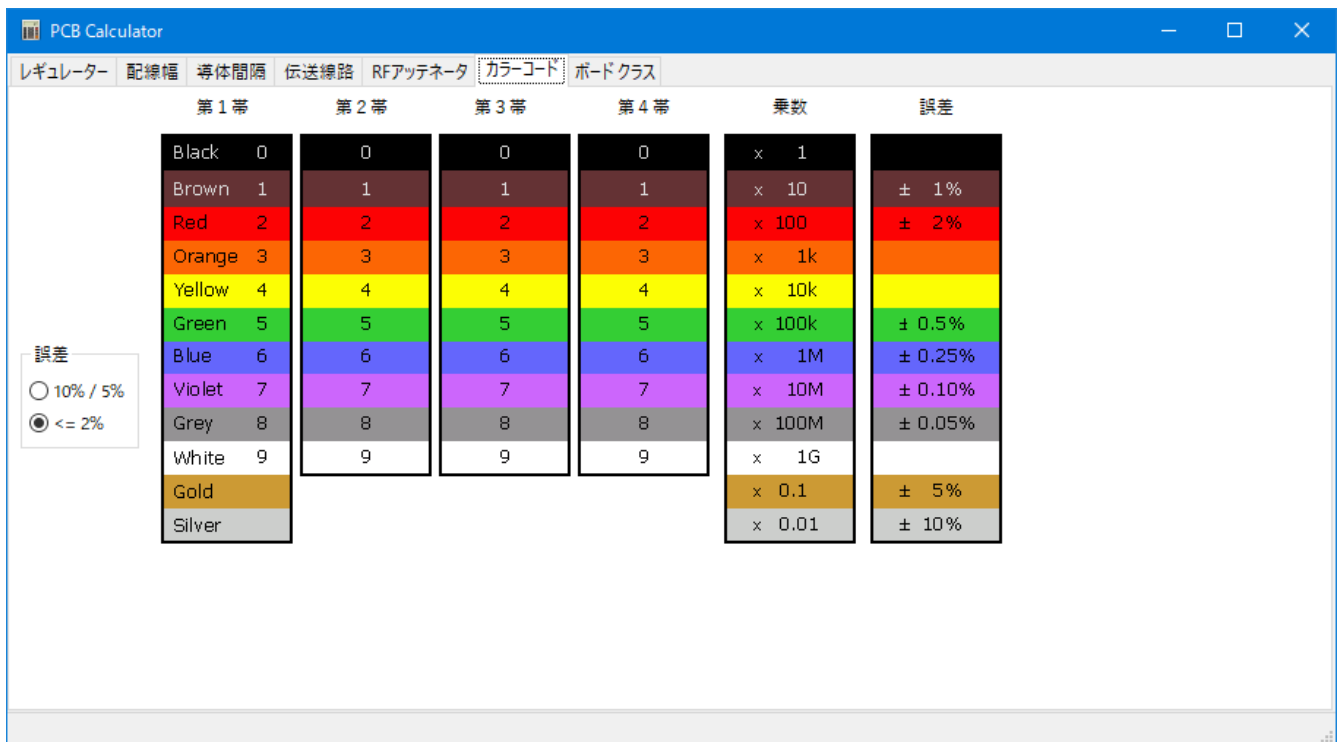 PCB Calculator
レギュレーター 配線幅 導体間隔 伝送線路 RFアッテネータ カラーコード ボードクラス
第1帯 第2帯 第3帯 第4帯 乗数 誤差
Black 0 0 0 0 x 1
Brown 1 1 1 1 x 10 ± 1%
Red 2 2 2 2 x 100 ± 2%
Orange 3 3 3 3 x 1k
Yellow 4 4 4 4 x 10k
Green 5 5 5 5 x 100k ± 0.5%
誤差 Blue 6 6 6 6 x 1M ± 0.25%
10% / 5% Violet 7 7 7 7 x 10M ± 0.10%
<= 2% Grey 8 8 8 8 x 100M ± 0.05%
White 9 9 9 9 x 1G
Gold x 0.1 ± 5%
Silver x 0.01 ± 10%